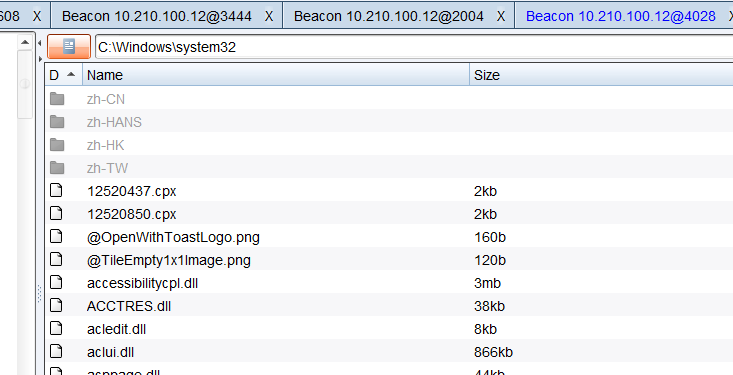 608 X Beacon 10.210.100.12@3444 X Beacon 10.210.100.12@2004 X Beacon 10.210.100.12@4028 X
C:\Windows\system32
D Name Size
zh-CN
zh-HANS
zh-HK
zh-TW
12520437.cpx 2kb
12520850.cpx 2kb
@OpenWithToastLogo.png 160b
@TileEmpty1x1Image.png 120b
accessibilitycpl.dll 3mb
ACCTRES.dll 38kb
acledit.dll 8kb
aclui.dll 866kb
44kb